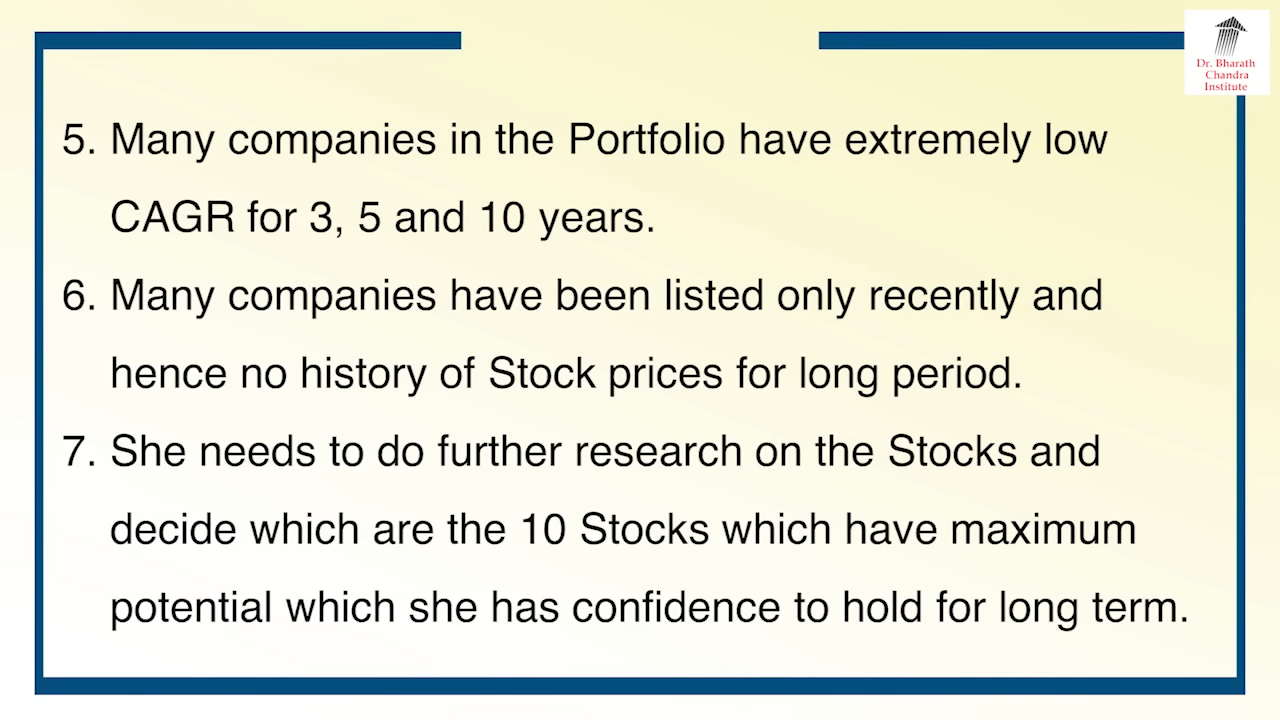 Dr. Bharath
Chandra
Institute
5. Many companies in the Portfolio have extremely low
CAGR for 3, 5 and 10 years.
6. Many companies have been listed only recently and
hence no history of Stock prices for long period.
7. She needs to do further research on the Stocks and
decide which are the 10 Stocks which have maximum
potential which she has confidence to hold for long term.